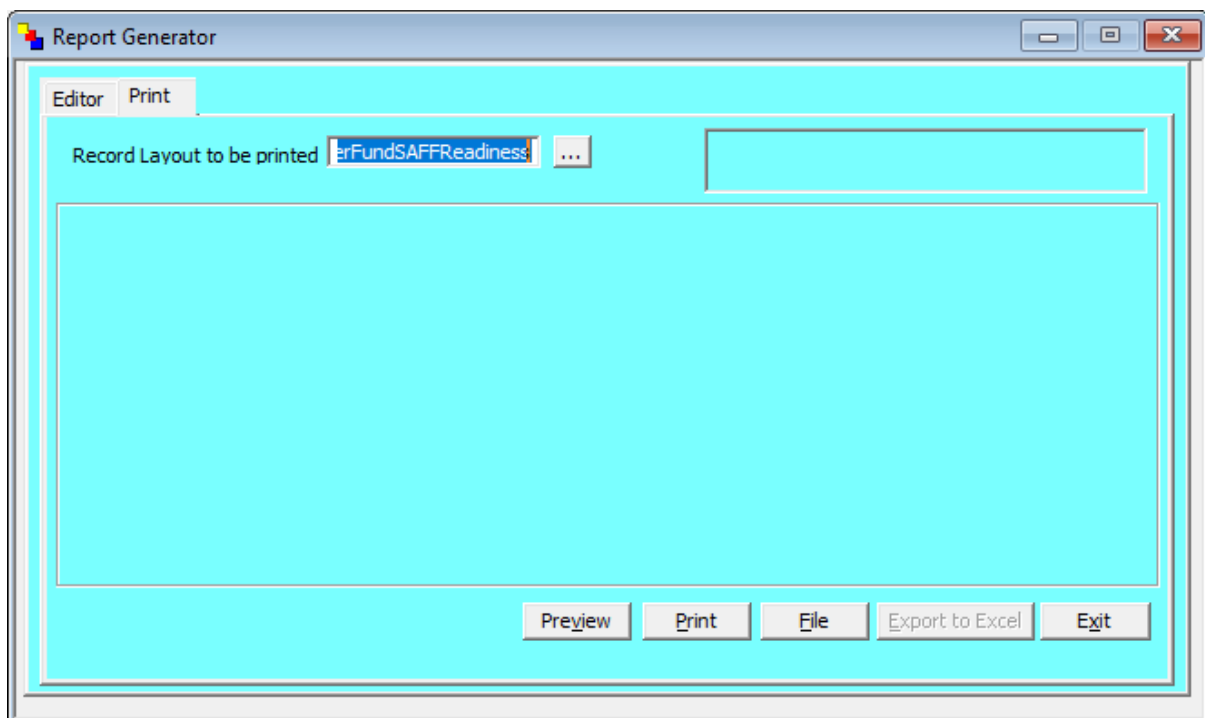 Report Generator
Editor Print
Record Layout to be printed erFundSAFFReadiness ...
Preview Print File Export to Excel Exit